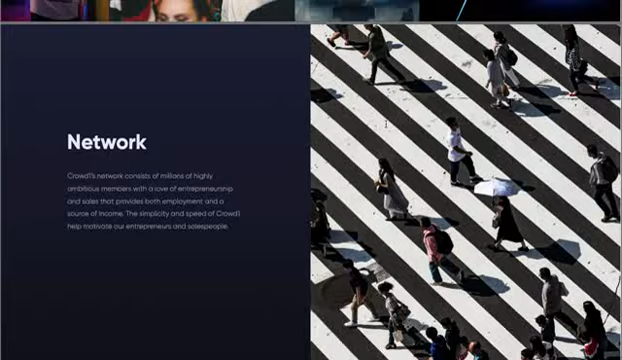 Network
Crowd1's network consists of millions of highly
ambitious members with a love of entrepreneurship
and sales that provides both employment and a
source of income. The simplicity and speed of Crowd1
help motivate our entrepreneurs and salespeople.